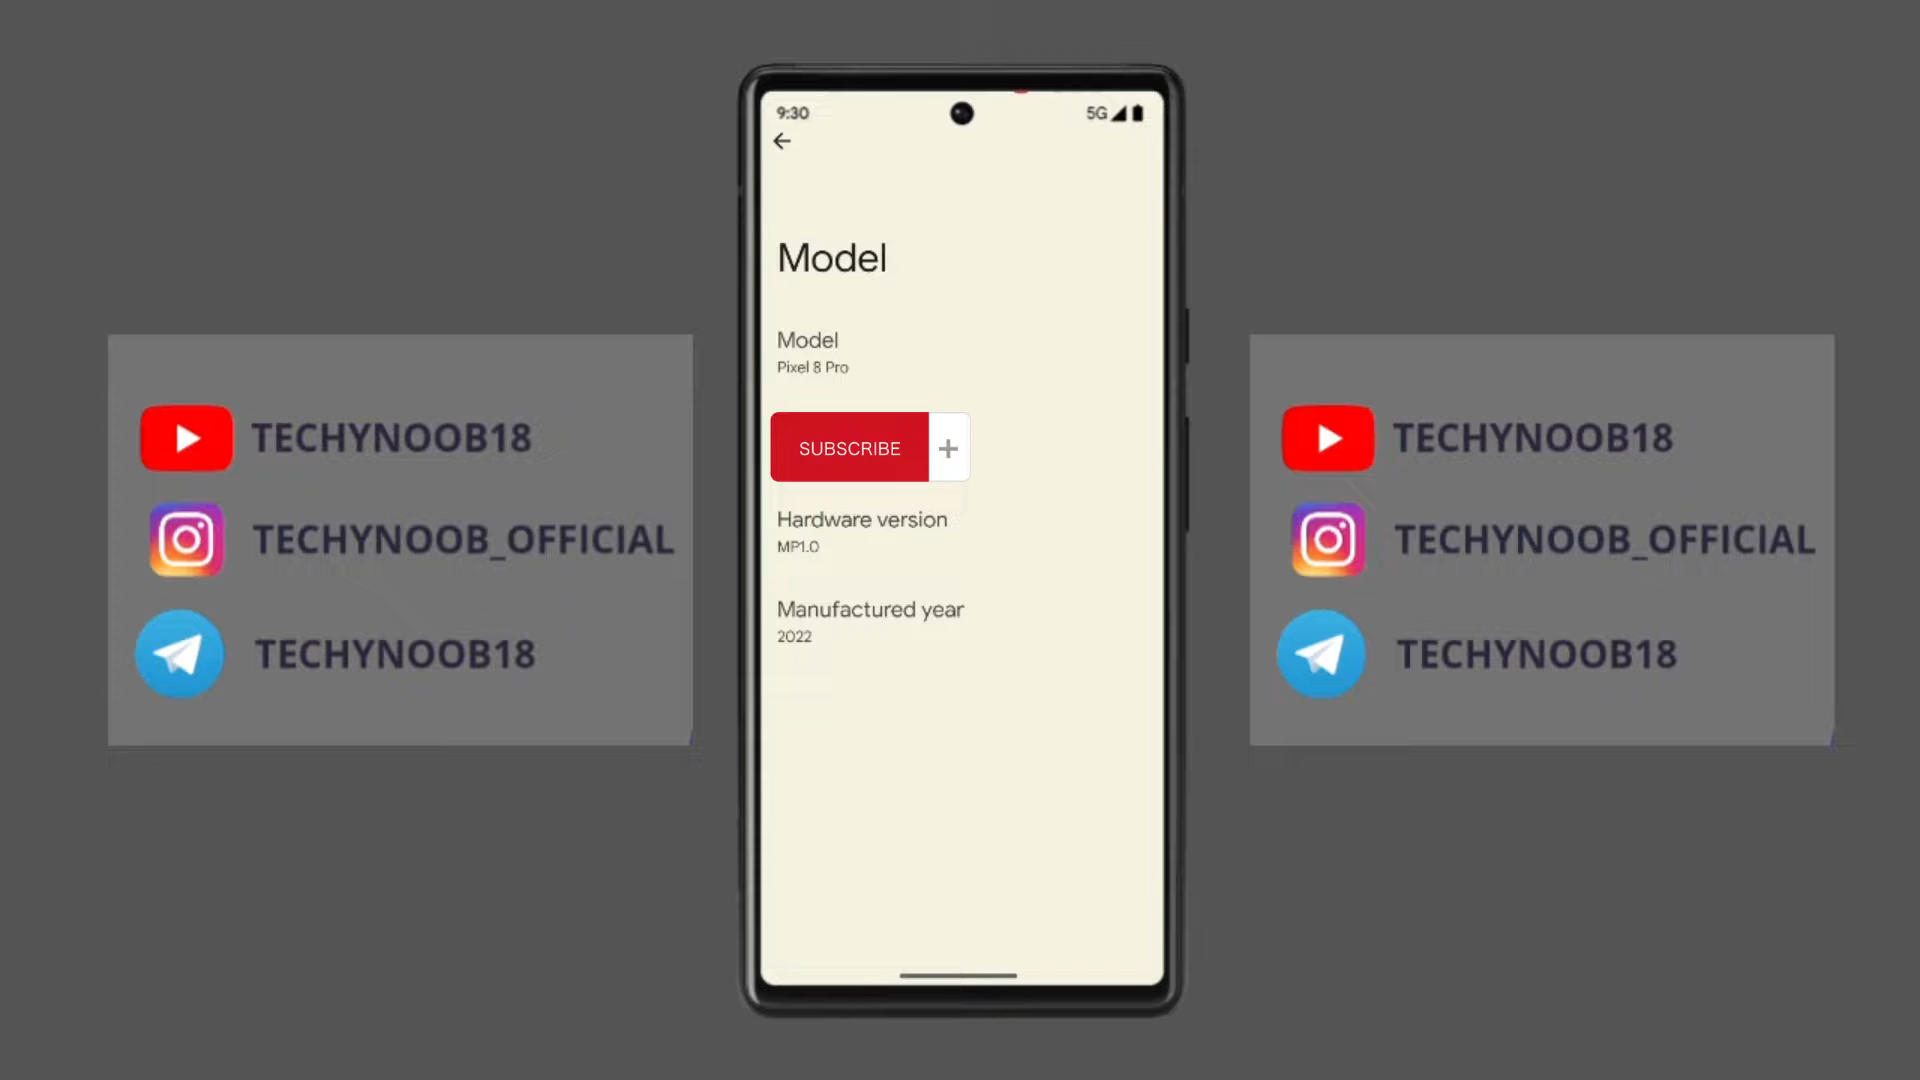 9:30
5G
Model
Model
Pixel 8 Pro
SUBSCRIBE
Hardware version
MP1.0
Manufactured year
2022
TECHYNOOB18
TECHYNOOB_OFFICIAL
TECHYNOOB18
TECHYNOOB18
TECHYNOOB_OFFICIAL
TECHYNOOB18